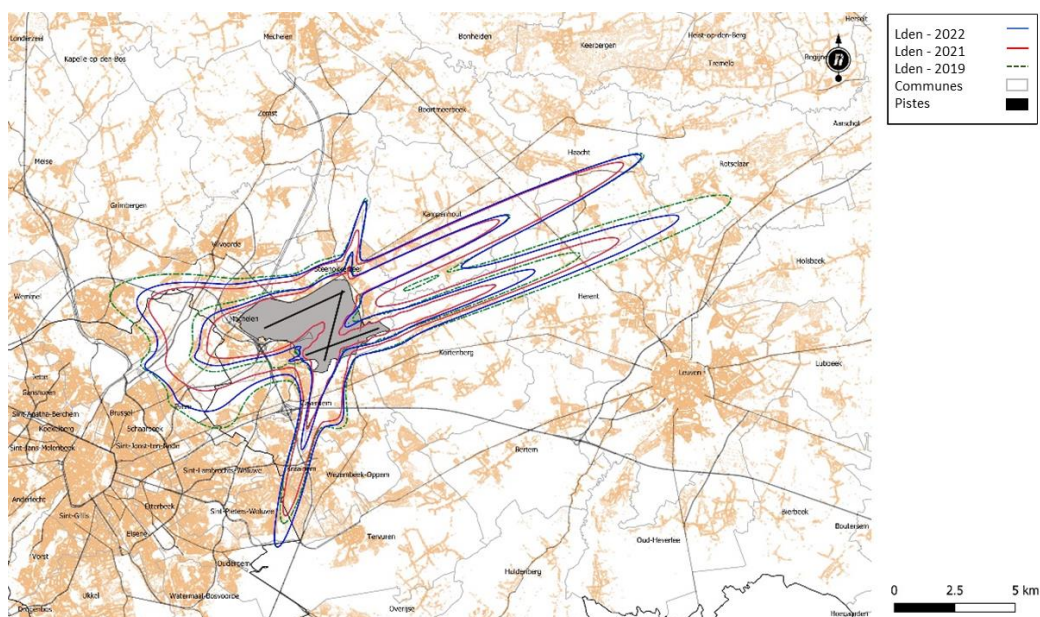 Londerzeel
Mechelen
Bonheiden
Heist-op-den-Berg
Keerbergen
Kapelle op den Bos
Tremelo
Zemst
Boortmeerbeek
Aarschot
Haacht
Meise
Rotselaar
Grimbergen
Kampenhout
Vilvoorde
Steenokkerzeel
Holsbeek
Wemmel
Herent
Machelen
Kortenberg
Lubbeek
Leuven
Jette
Ganshoren
Evere
Sint-Agatha-Berchem
Brussel
Zaventem
Koekelberg
Schaarbeek
Sint-Jans-Molenbeek
Sint-Joost-ten-Node
Bertem
Sint-Lambrechts-Woluwe
Kraainem
Wezembeek-Oppem
Anderlecht
Etterbeek
Sint-Gillis
Sint-Pieters-Woluwe
Bierbeek
Boutersem
Elsene
Tervuren
Oud-Heverlee
Vorst
Oudergem
Huldenberg
Ukkel
Watermaal-Bosvoorde
Drogenbos
Overijse
Lden - 2022
Lden - 2021
Lden - 2019
Communes
Pistes
0 2.5 5 km